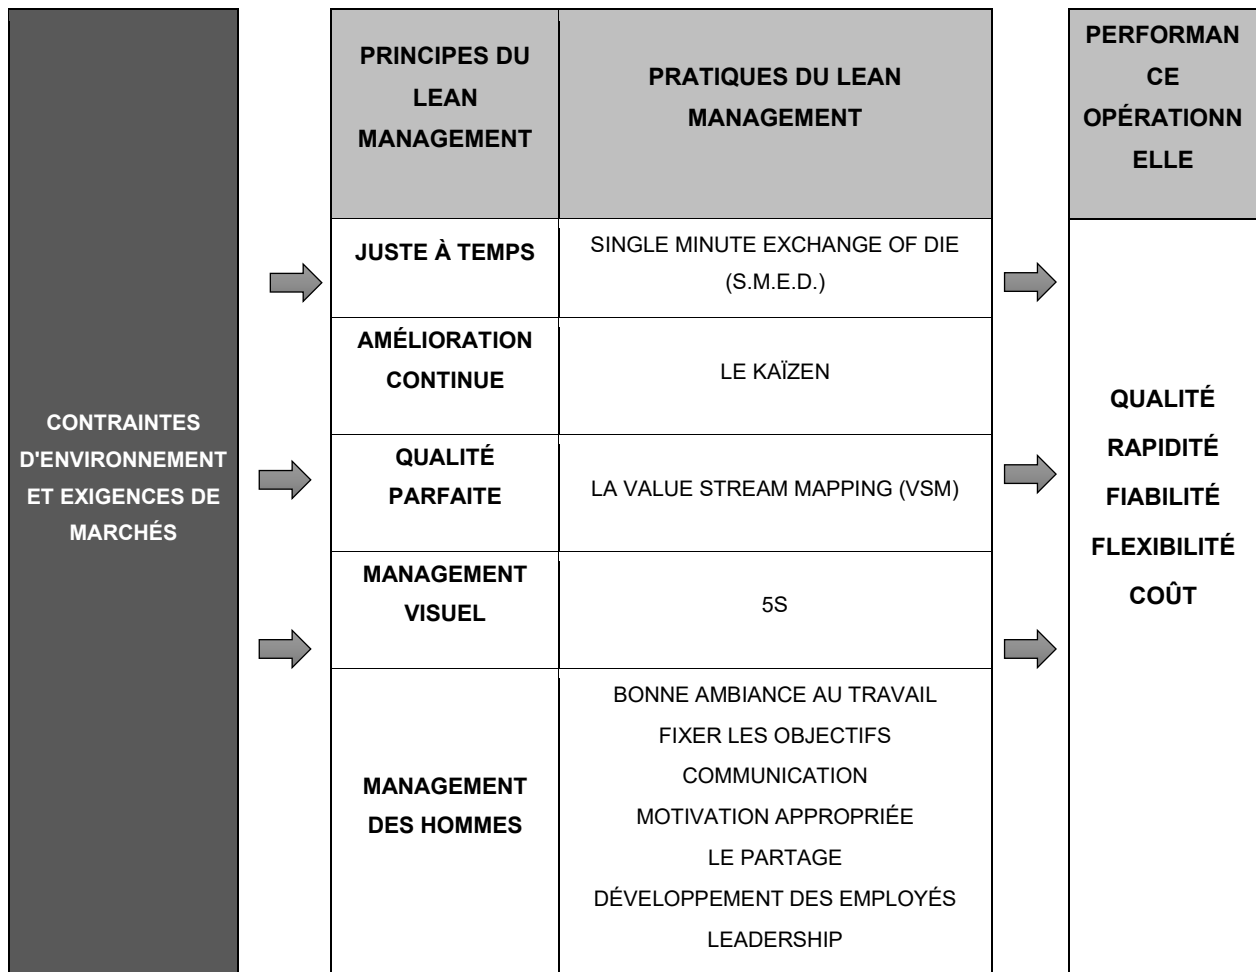 CONTRAINTES
D'ENVIRONNEMENT
ET EXIGENCES DE
MARCHÉS
PRINCIPES DU
LEAN
MANAGEMENT
PRATIQUES DU LEAN
MANAGEMENT
JUSTE À TEMPS
SINGLE MINUTE EXCHANGE OF DIE
(S.M.E.D.)
AMÉLIORATION
CONTINUE
LE KAÏZEN
QUALITÉ
PARFAITE
LA VALUE STREAM MAPPING (VSM)
MANAGEMENT
VISUEL
5S
MANAGEMENT
DES HOMMES
BONNE AMBIANCE AU TRAVAIL
FIXER LES OBJECTIFS
COMMUNICATION
MOTIVATION APPROPRIÉE
LE PARTAGE
DÉVELOPPEMENT DES EMPLOYÉS
LEADERSHIP
PERFORMAN
CE
OPÉRATIONN
ELLE
QUALITÉ
RAPIDITÉ
FIABILITÉ
FLEXIBILITÉ
COÛT